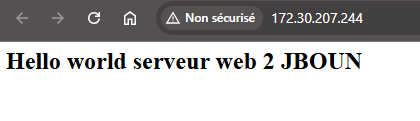 Non sécurisé 172.30.207.244
Hello world serveur web 2 JBOUN